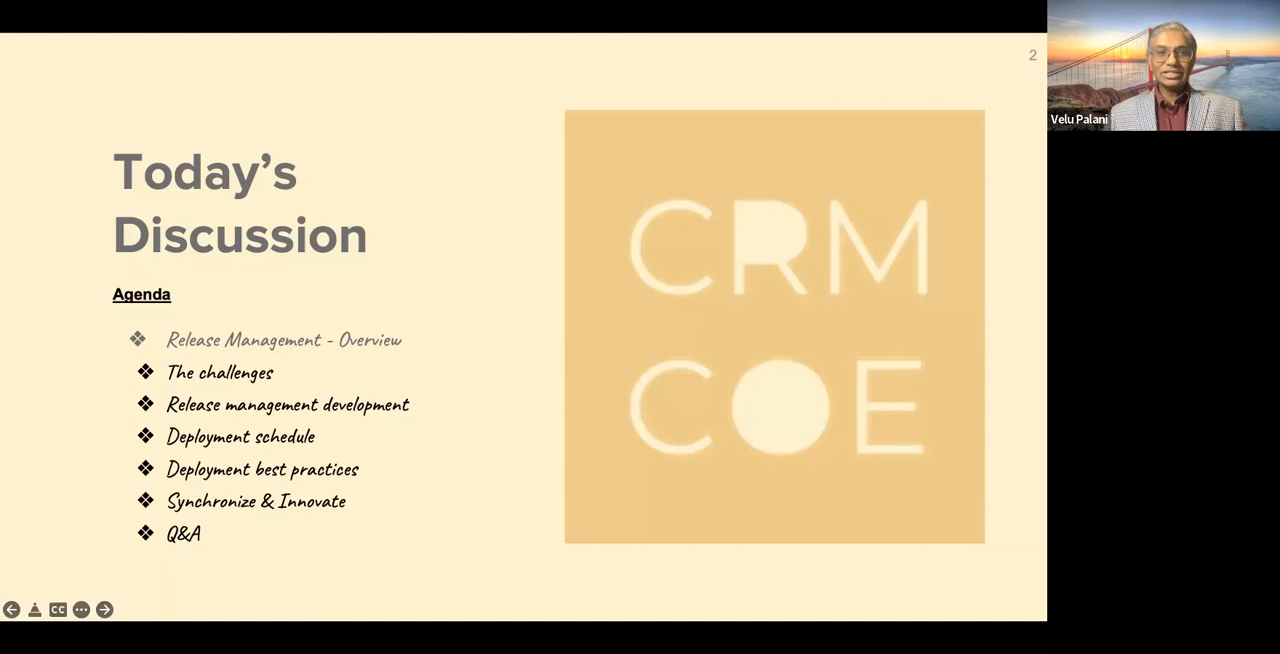 2
Today's
Discussion
Agenda
❖ Release Management - Overview
❖ The challenges
❖ Release management development
❖ Deployment schedule
❖ Deployment best practices
❖ Synchronize & Innovate
❖ Q&A
CRM
COE
CC
Velu Palani